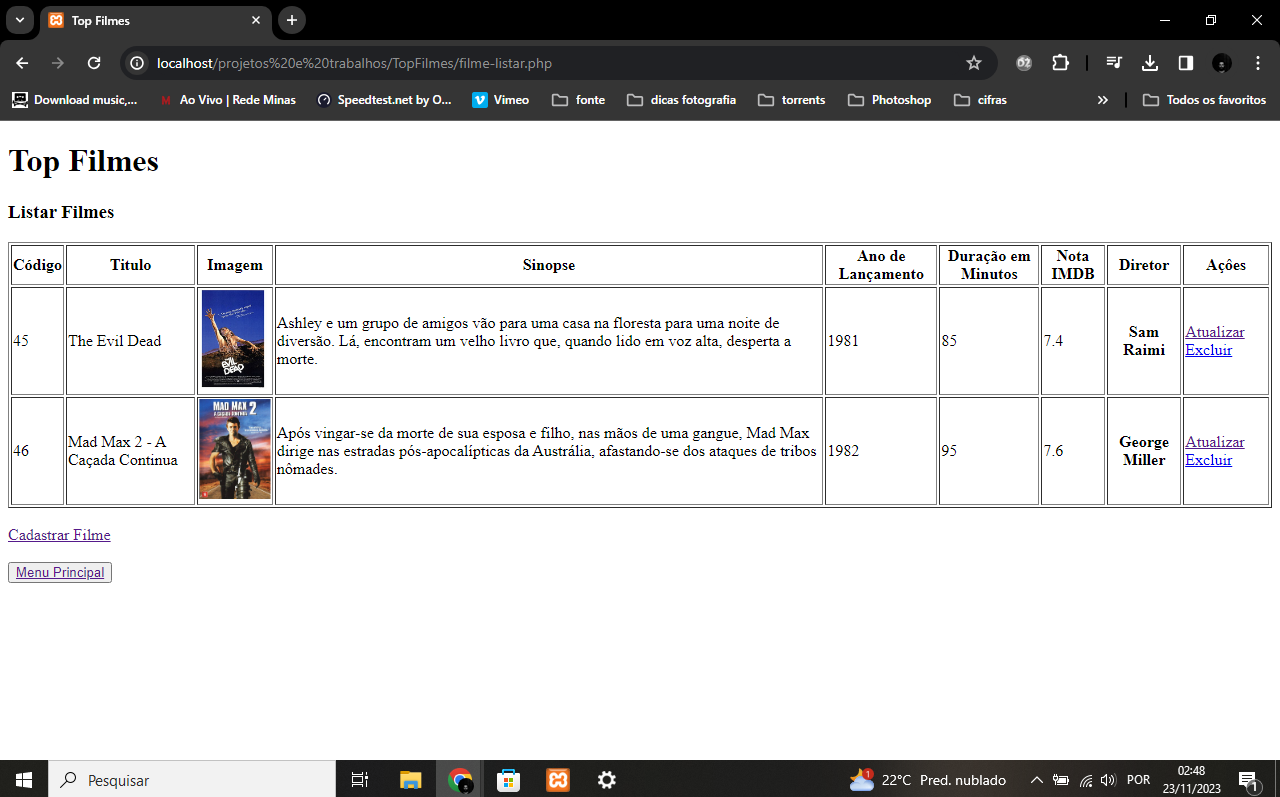 Top Filmes
localhost/projetos%20e%20trabalhos/TopFilmes/filme-listar.php
Download music,...
Ao Vivo | Rede Minas
Speedtest.net by O...
Vimeo
fonte
dicas fotografia
torrents
Photoshop
cifras
Todos os favoritos
Top Filmes
Listar Filmes
Código
Titulo
Imagem
Sinopse
Ano de
Lançamento
Duração em
Minutos
Nota
IMDB
Diretor
Açôes
45
The Evil Dead
EVIL
DEAD
Ashley e um grupo de amigos vão para uma casa na floresta para uma noite de
diversão. Lá, encontram um velho livro que, quando lido em voz alta, desperta a
morte.
1981
85
7.4
Sam
Raimi
Atualizar
Excluir
46
Mad Max 2 - A
Caçada Continua
MAD MAX 2
Após vingar-se da morte de sua esposa e filho, nas mãos de uma gangue, Mad Max
dirige nas estradas pós-apocalípticas da Austrália, afastando-se dos ataques de tribos
nômades.
1982
95
7.6
George
Miller
Atualizar
Excluir
Cadastrar Filme
Menu Principal
Pesquisar
1
22°C Pred. nublado
POR
02:48
23/11/2023
1